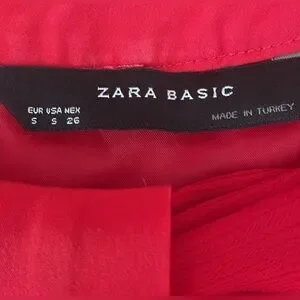 ZARA BASIC
EUR USA MEX
S S 26
MADE IN TURKEY